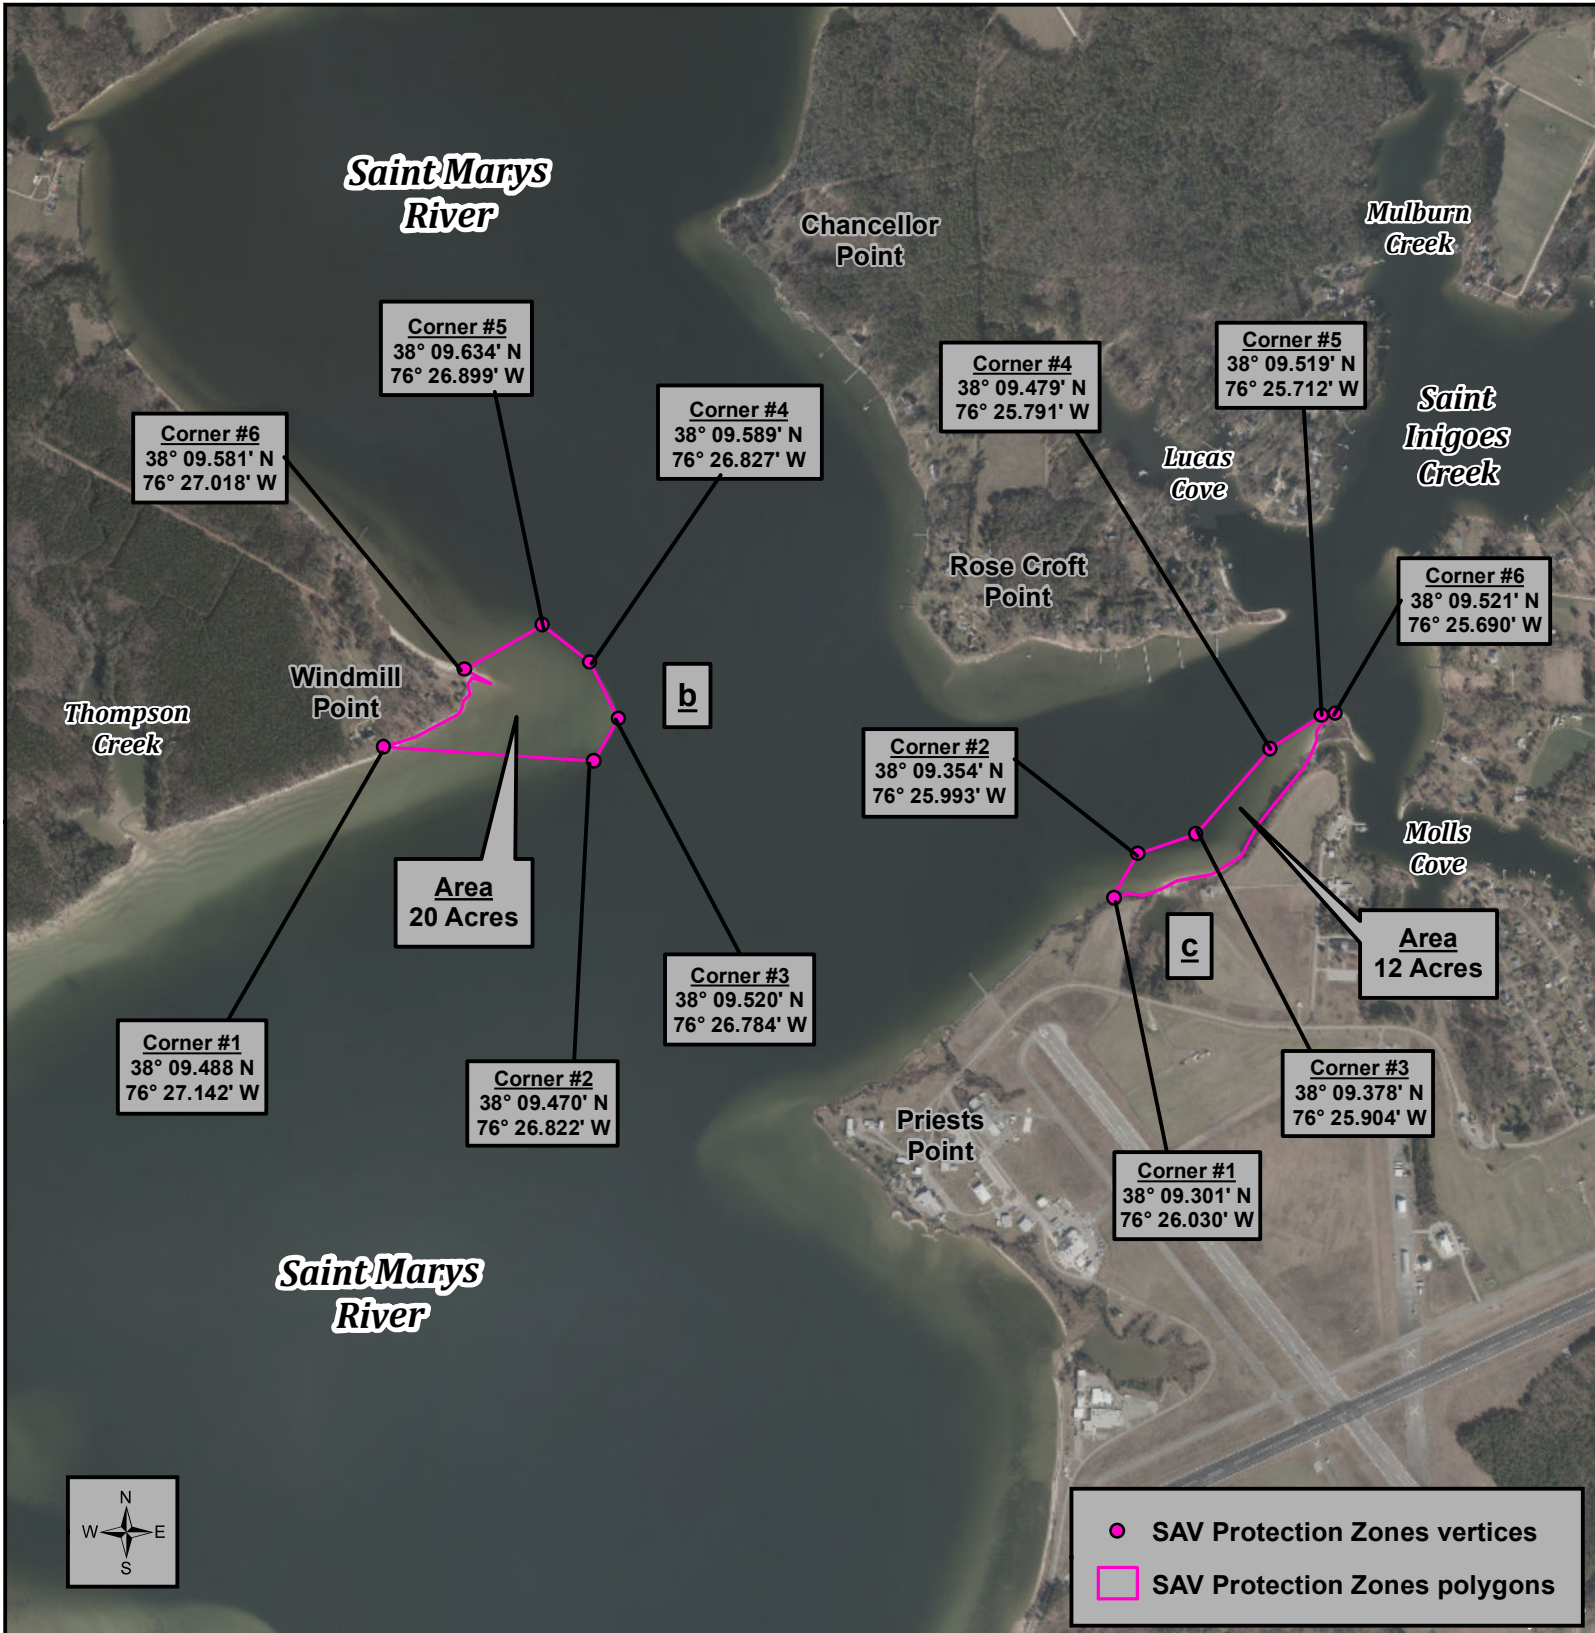 Saint Marys
River
Chancellor
Point
Mulburn
Creek
Corner #5
38° 09.634' N
76° 26.899' W
Corner #4
38° 09.589' N
76° 26.827' W
Corner #6
38° 09.581' N
76° 27.018' W
Corner #4
38° 09.479' N
76° 25.791' W
Corner #5
38° 09.519' N
76° 25.712' W
Saint
Inigoes
Creek
Lucas
Cove
Rose Croft
Point
Corner #6
38° 09.521' N
76° 25.690' W
Windmill
Point
b
Thompson
Creek
Corner #2
38° 09.354' N
76° 25.993' W
Molls
Cove
Area
20 Acres
c
Area
12 Acres
Corner #3
38° 09.520' N
76° 26.784' W
Corner #1
38° 09.488 N
76° 27.142' W
Corner #2
38° 09.470' N
76° 26.822' W
Corner #3
38° 09.378' N
76° 25.904' W
Priests
Point
Corner #1
38° 09.301' N
76° 26.030' W
Saint Marys
River
N
W E
S
SAV Protection Zones vertices
SAV Protection Zones polygons